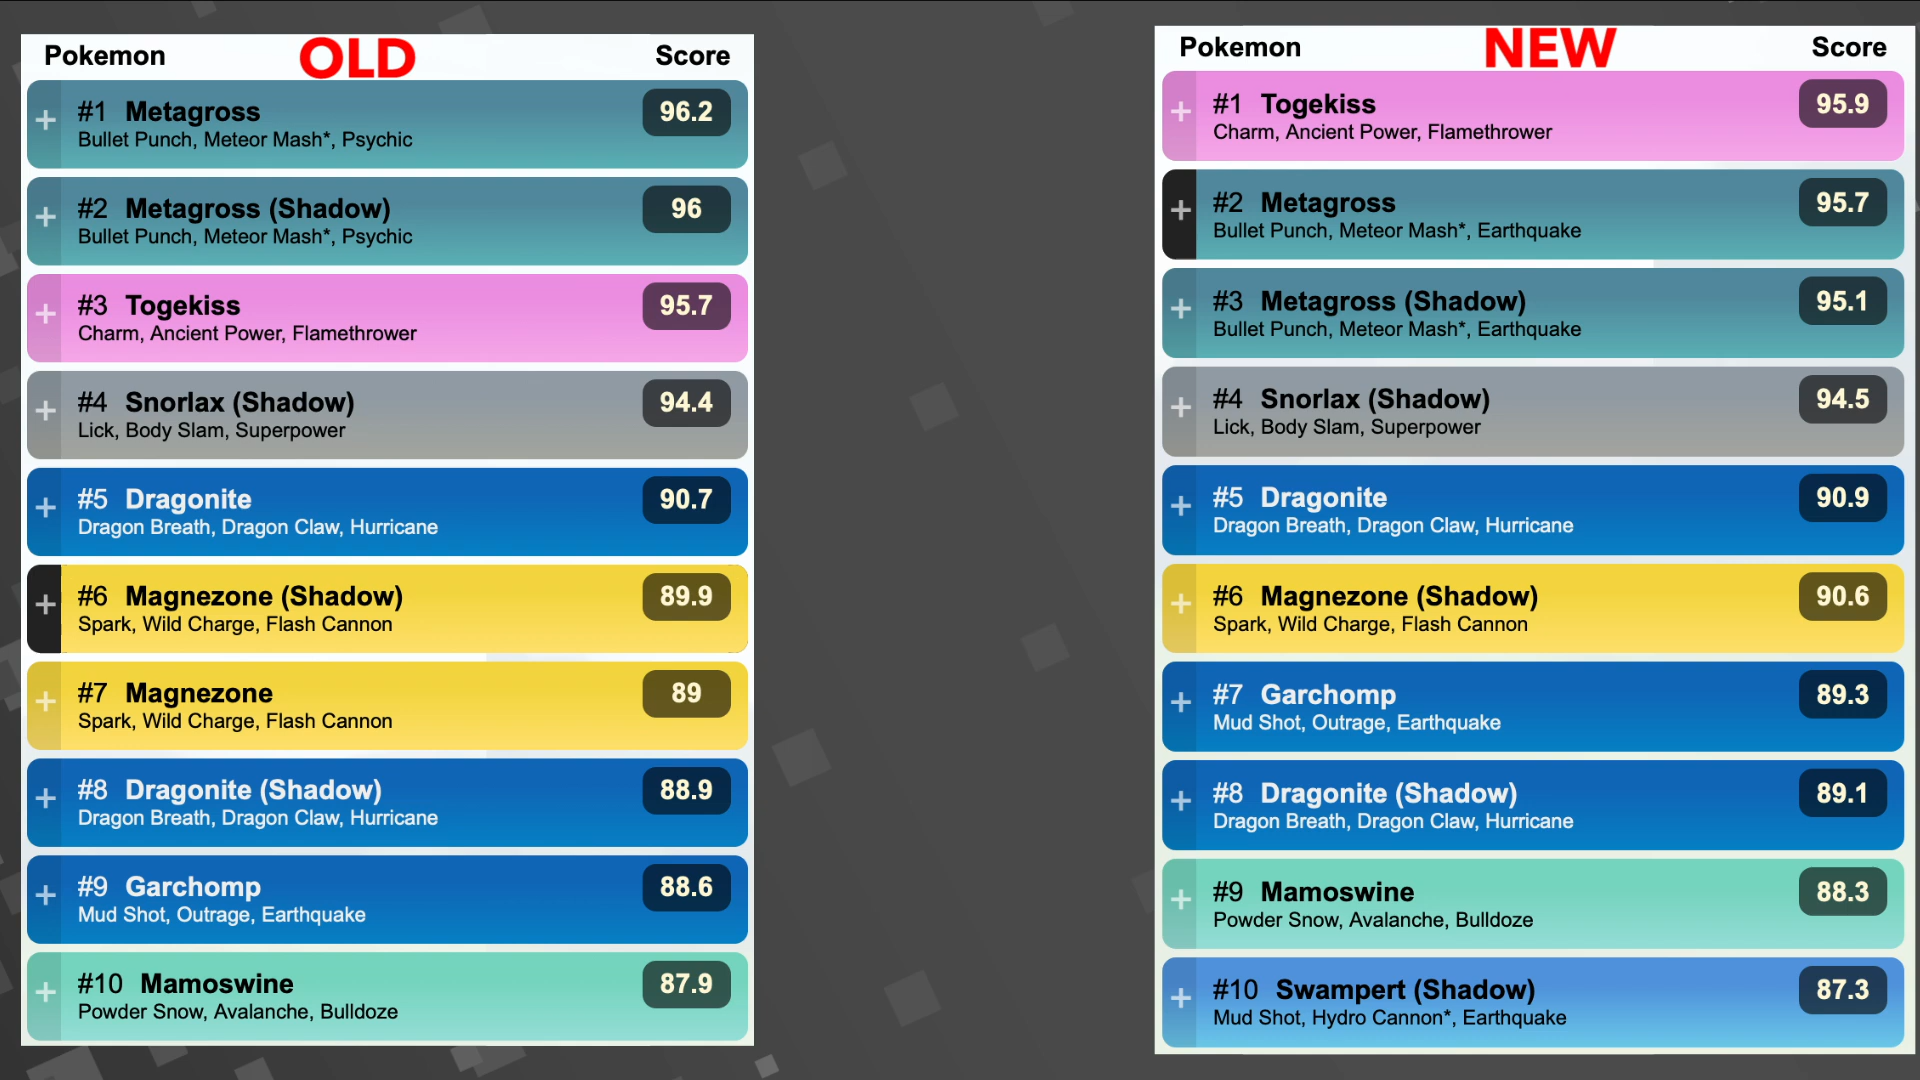 Pokemon OLD Score
#1 Metagross 96.2
Bullet Punch, Meteor Mash*, Psychic
#2 Metagross (Shadow) 96
Bullet Punch, Meteor Mash*, Psychic
#3 Togekiss 95.7
Charm, Ancient Power, Flamethrower
#4 Snorlax (Shadow) 94.4
Lick, Body Slam, Superpower
#5 Dragonite 90.7
Dragon Breath, Dragon Claw, Hurricane
#6 Magnezone (Shadow) 89.9
Spark, Wild Charge, Flash Cannon
#7 Magnezone 89
Spark, Wild Charge, Flash Cannon
#8 Dragonite (Shadow) 88.9
Dragon Breath, Dragon Claw, Hurricane
#9 Garchomp 88.6
Mud Shot, Outrage, Earthquake
#10 Mamoswine 87.9
Powder Snow, Avalanche, Bulldoze
Pokemon NEW Score
#1 Togekiss 95.9
Charm, Ancient Power, Flamethrower
#2 Metagross 95.7
Bullet Punch, Meteor Mash*, Earthquake
#3 Metagross (Shadow) 95.1
Bullet Punch, Meteor Mash*, Earthquake
#4 Snorlax (Shadow) 94.5
Lick, Body Slam, Superpower
#5 Dragonite 90.9
Dragon Breath, Dragon Claw, Hurricane
#6 Magnezone (Shadow) 90.6
Spark, Wild Charge, Flash Cannon
#7 Garchomp 89.3
Mud Shot, Outrage, Earthquake
#8 Dragonite (Shadow) 89.1
Dragon Breath, Dragon Claw, Hurricane
#9 Mamoswine 88.3
Powder Snow, Avalanche, Bulldoze
#10 Swampert (Shadow) 87.3
Mud Shot, Hydro Cannon*, Earthquake